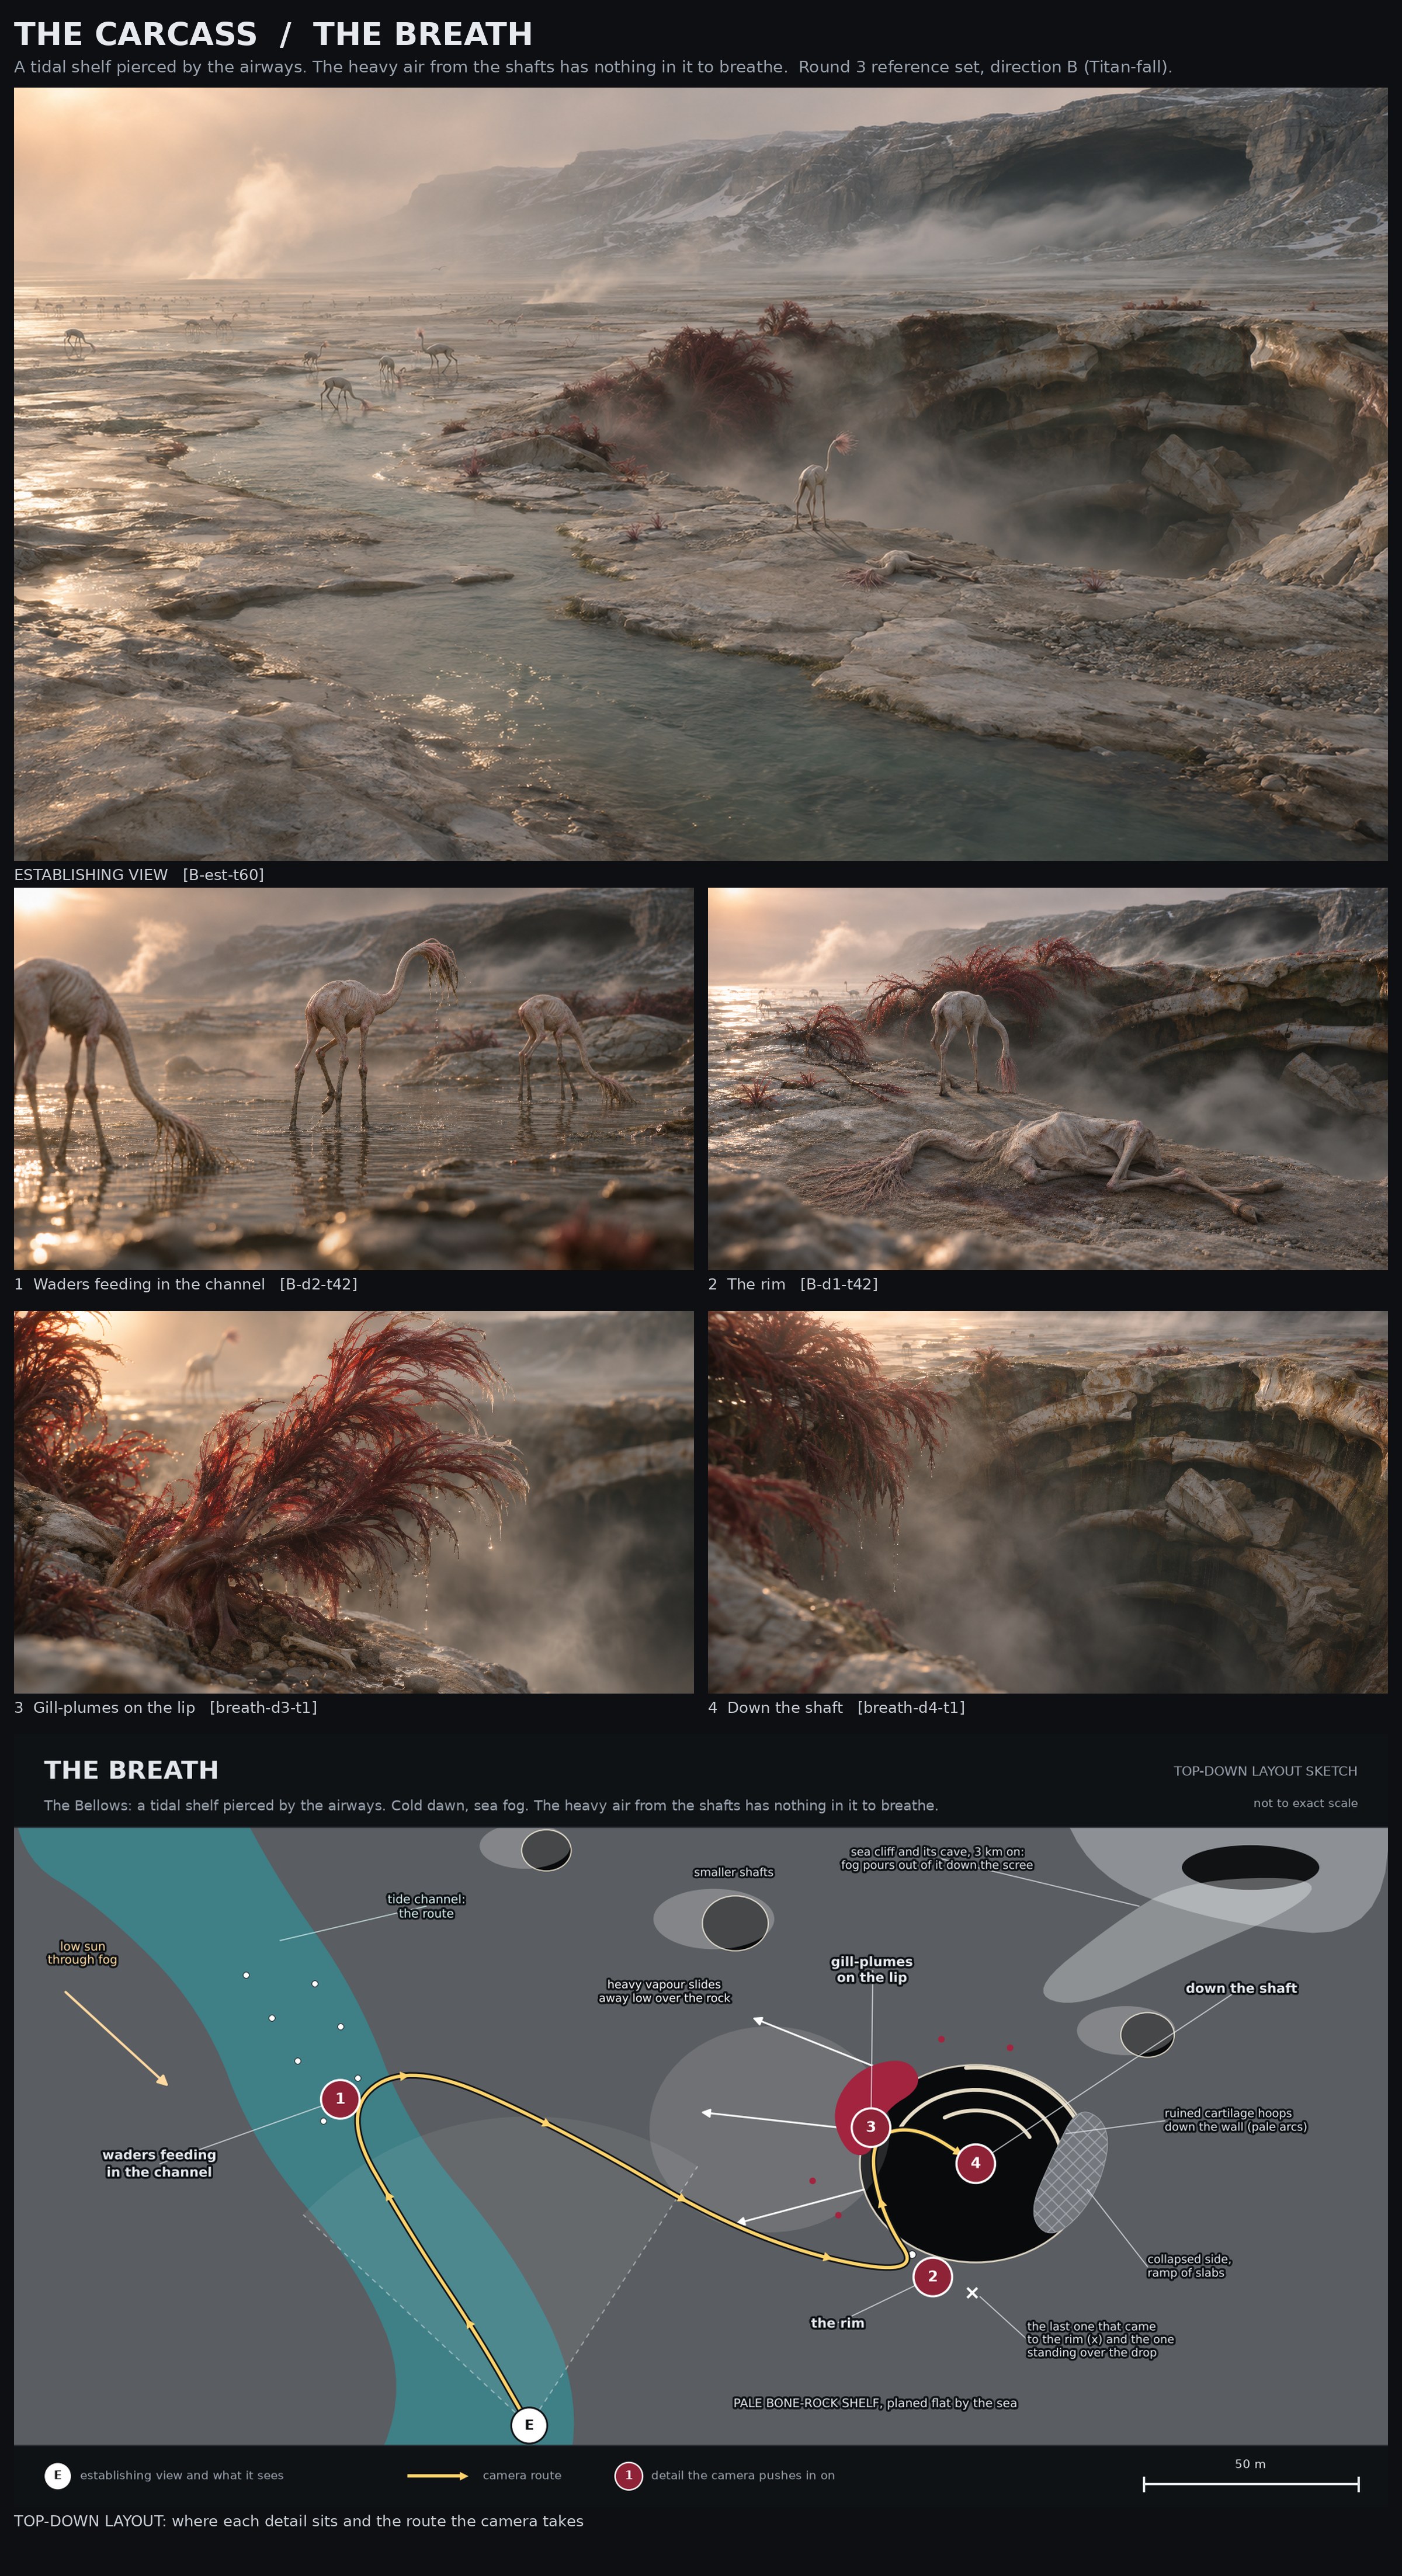 THE CARCASS / THE BREATH
A tidal shelf pierced by the airways. The heavy air from the shafts has nothing in it to breathe. Round 3 reference set, direction B (Titan-fall).
ESTABLISHING VIEW [B-est-t60]
1 Waders feeding in the channel [B-d2-t42]
2 The rim [B-d1-t42]
3 Gill-plumes on the lip [breath-d3-t1]
4 Down the shaft [breath-d4-t1]
THE BREATH
TOP-DOWN LAYOUT SKETCH
The Bellows: a tidal shelf pierced by the airways. Cold dawn, sea fog. The heavy air from the shafts has nothing in it to breathe.
not to exact scale
sea cliff and its cave, 3 km on:
fog pours out of it down the scree
smaller shafts
tide channel:
the route
low sun
through fog
gill-plumes
on the lip
heavy vapour slides
away low over the rock
down the shaft
1
3
ruined cartilage hoops
down the wall (pale arcs)
waders feeding
in the channel
4
collapsed side,
ramp of slabs
2
the rim
the last one that came
to the rim (x) and the one
standing over the drop
PALE BONE-ROCK SHELF, planed flat by the sea
E
E establishing view and what it sees
camera route
1 detail the camera pushes in on
50 m
TOP-DOWN LAYOUT: where each detail sits and the route the camera takes